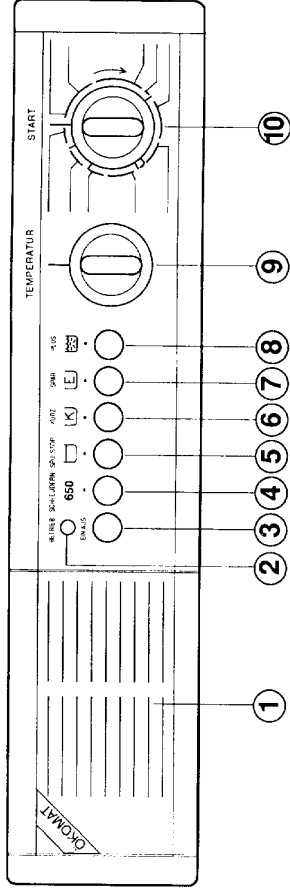 TEMPERATUR START
BETRIEB SCHLEUDERN SPÜLSTOP KURZ SPAR PLUS
650 K E
EIN AUS
ÖKOMAT
1 2 3 4 5 6 7 8 9 10